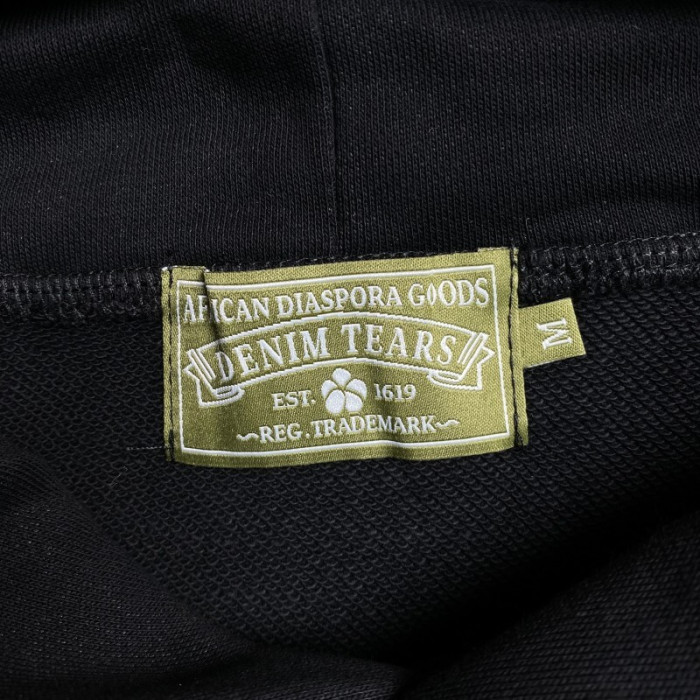 AFRICAN DIASPORA GOODS
DENIM TEARS
EST. 1619
~REG. TRADEMARK~
M